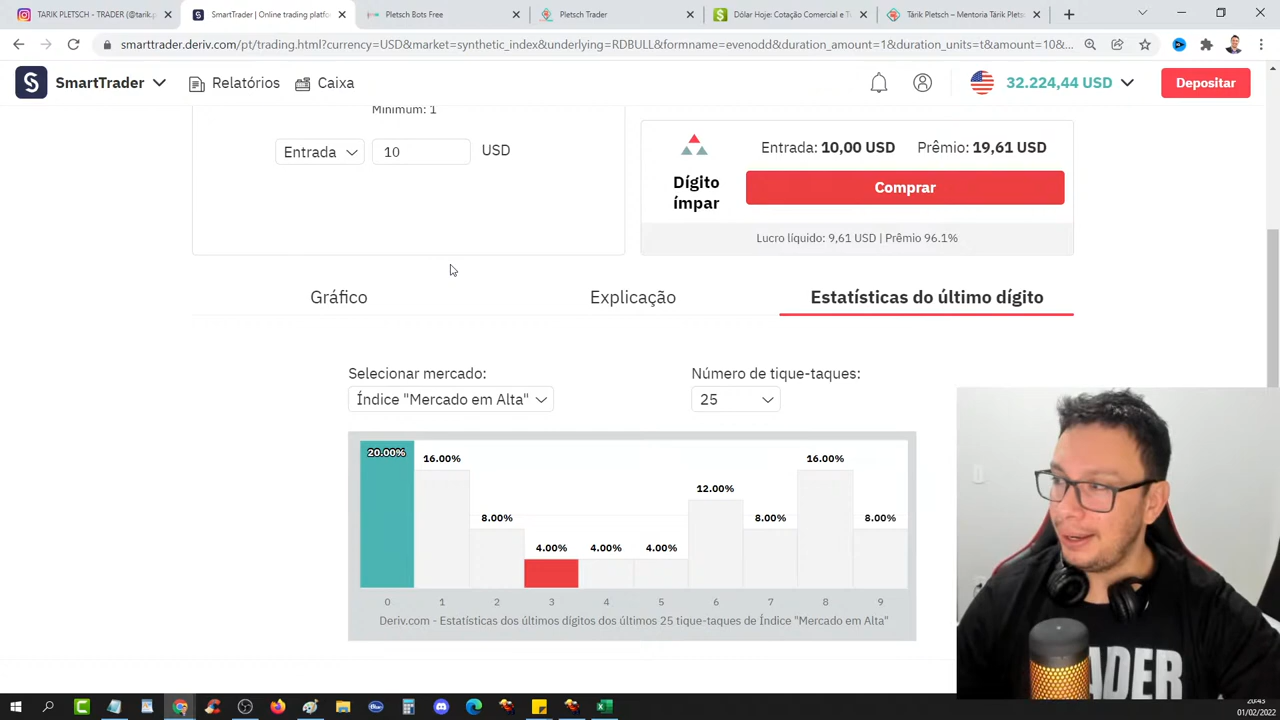 TARIK PLETSCH - TRADER (@tarik.p
SmartTrader | Online trading platfo
Pletsch Bots Free
Pletsch Trader
Dólar Hoje: Cotação Comercial e T
Tárik Pletsch – Mentoria Tárik Plets
smarttrader.deriv.com/pt/trading.html?currency=USD&market=synthetic_index&underlying=RDBULL&formname=evenodd&duration_amount=1&duration_units=t&amount=10&...
SmartTrader
Relatórios
Caixa
32.224,44 USD
Depositar
Minimum: 1
Entrada
10
USD
Entrada: 10,00 USD
Prêmio: 19,61 USD
Dígito
ímpar
Comprar
Lucro líquido: 9,61 USD | Prêmio 96.1%
Gráfico
Explicação
Estatísticas do último dígito
Selecionar mercado:
Número de tique-taques:
Índice "Mercado em Alta"
25
20.00%
16.00%
8.00%
4.00%
4.00%
4.00%
12.00%
8.00%
16.00%
8.00%
0
1
2
3
4
5
6
7
8
9
Deriv.com - Estatísticas dos últimos dígitos dos últimos 25 tique-taques de Índice "Mercado em Alta"
20:43
01/02/2022